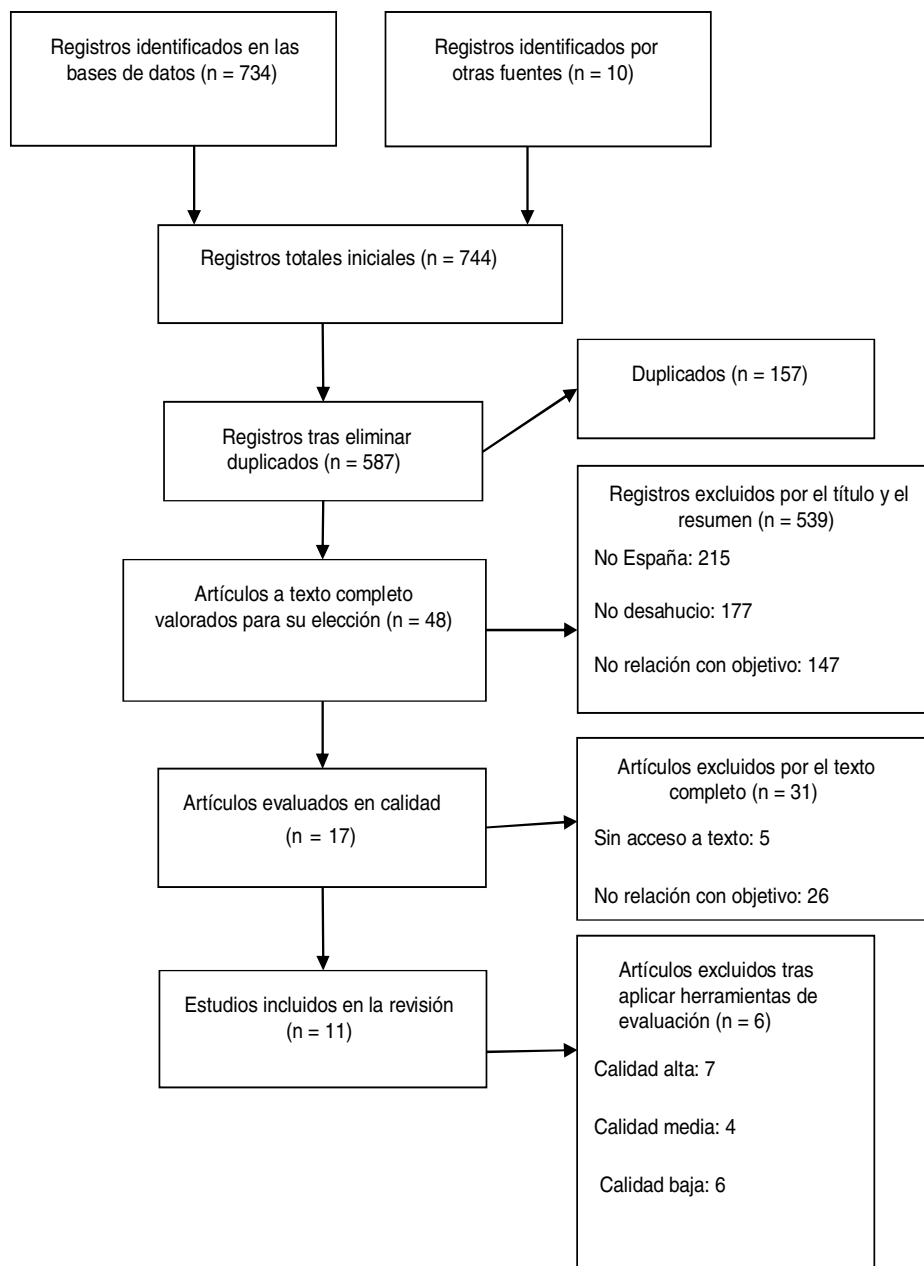 Registros identificados en las
bases de datos (n = 734)
Registros identificados por
otras fuentes (n = 10)
Registros totales iniciales (n = 744)
Duplicados (n = 157)
Registros tras eliminar
duplicados (n = 587)
Registros excluidos por el título y el
resumen (n = 539)
No España: 215
No desahucio: 177
No relación con objetivo: 147
Artículos a texto completo
valorados para su elección (n = 48)
Artículos excluidos por el texto
completo (n = 31)
Sin acceso a texto: 5
No relación con objetivo: 26
Artículos evaluados en calidad
(n = 17)
Artículos excluidos tras
aplicar herramientas de
evaluación (n = 6)
Calidad alta: 7
Calidad media: 4
Calidad baja: 6
Estudios incluidos en la revisión
(n = 11)